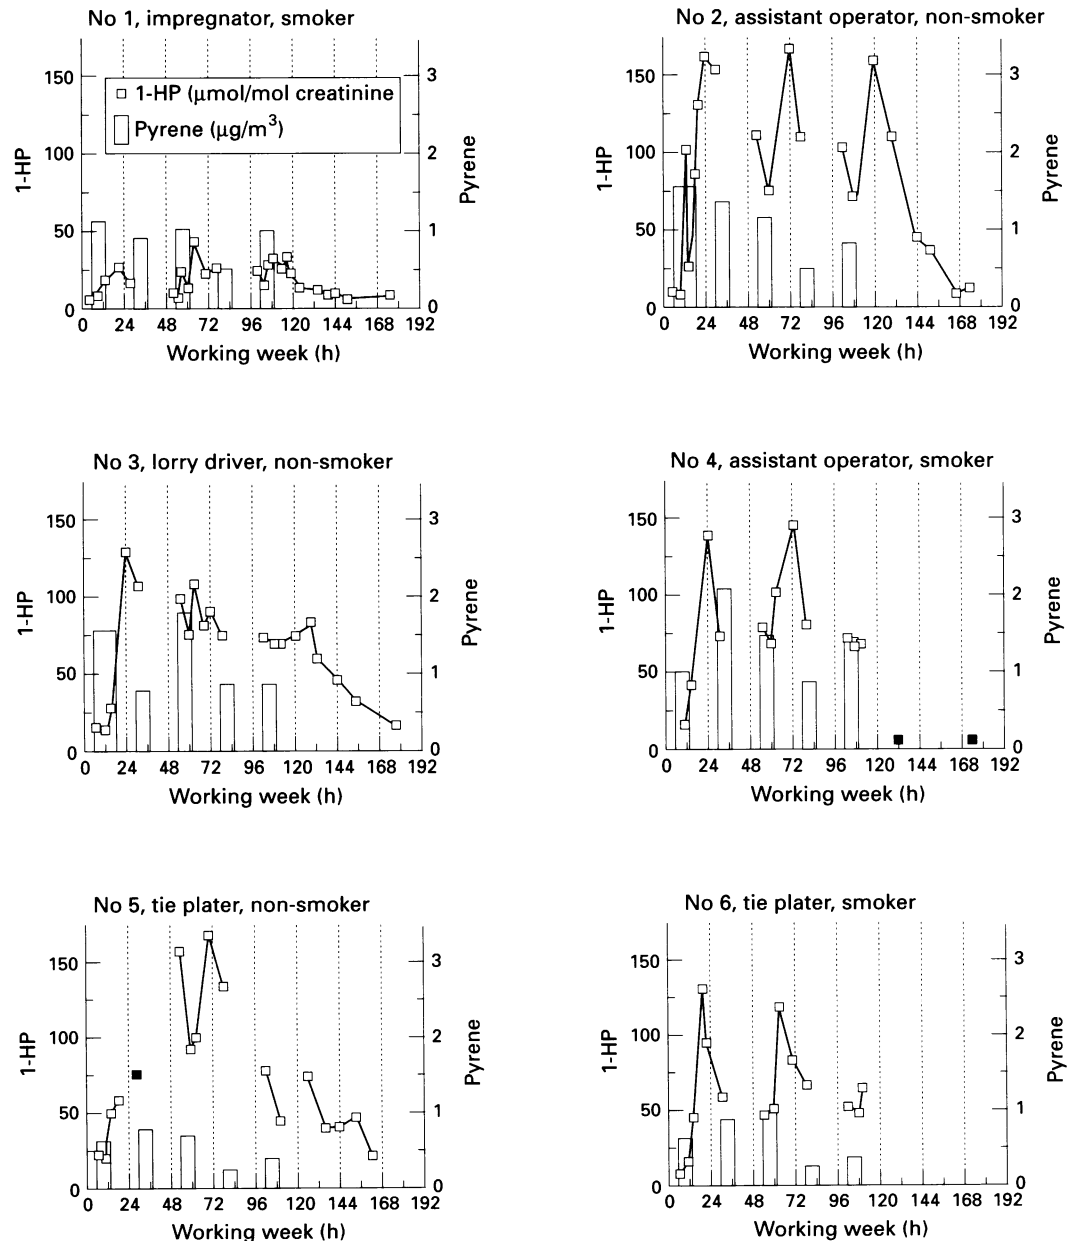 No 1, impregnator, smoker
150
100
50
0
1-HP
1-HP (μmol/mol creatinine
Pyrene (μg/m³)
3
2
1
0
Pyrene
0 24 48 72 96 120 144 168 192
Working week (h)
No 2, assistant operator, non-smoker
150
100
50
0
1-HP
3
2
1
0
Pyrene
0 24 48 72 96 120 144 168 192
Working week (h)
No 3, lorry driver, non-smoker
150
100
50
0
1-HP
3
2
1
0
Pyrene
0 24 48 72 96 120 144 168 192
Working week (h)
No 4, assistant operator, smoker
150
100
50
0
1-HP
3
2
1
0
Pyrene
0 24 48 72 96 120 144 168 192
Working week (h)
No 5, tie plater, non-smoker
150
100
50
0
1-HP
3
2
1
0
Pyrene
0 24 48 72 96 120 144 168 192
Working week (h)
No 6, tie plater, smoker
150
100
50
0
1-HP
3
2
1
0
Pyrene
0 24 48 72 96 120 144 168 192
Working week (h)